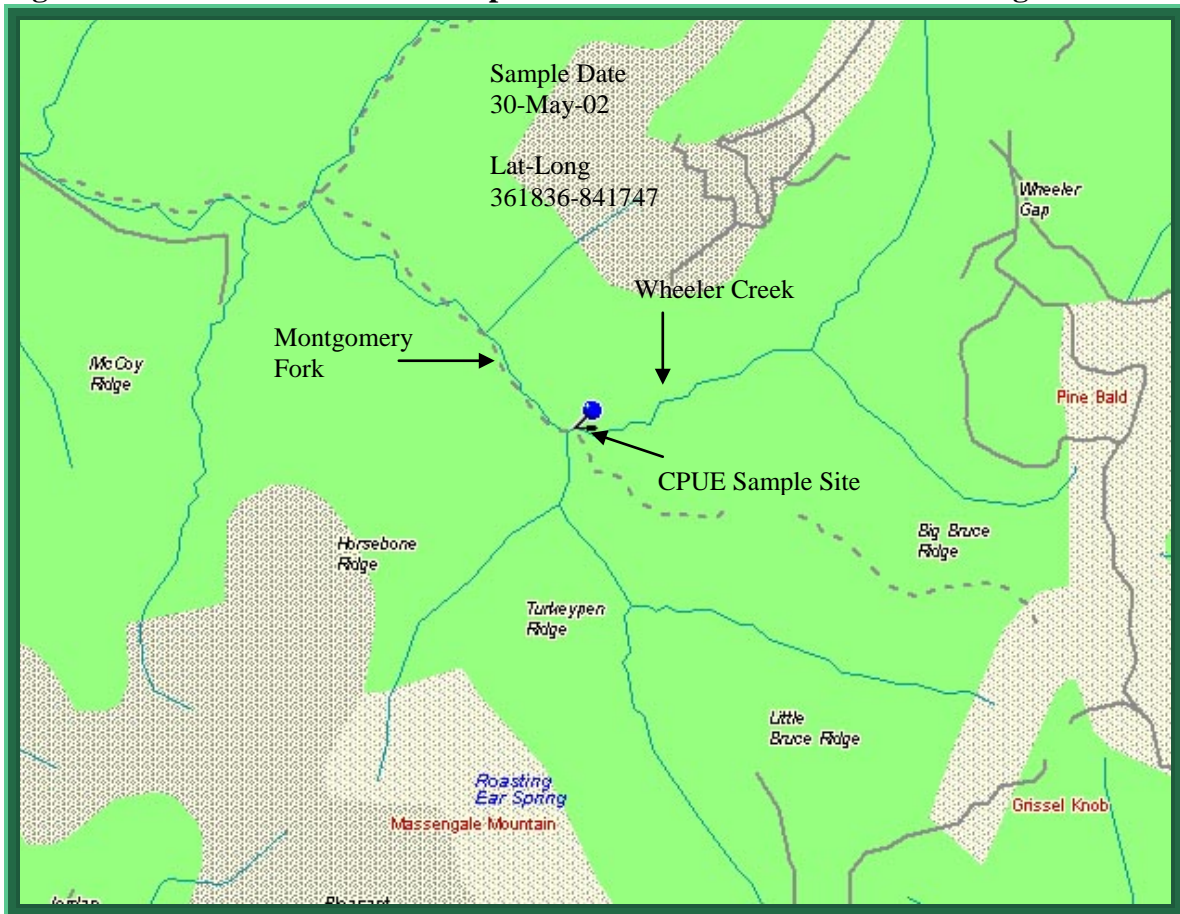 Sample Date
30-May-02
Lat-Long
361836-841747
Wheeler
Gap
Wheeler Creek
Montgomery
Fork
McCoy
Ridge
Pine Bald
CPUE Sample Site
Horsebone
Ridge
Big Bruce
Ridge
Turkeypen
Ridge
Little
Bruce Ridge
Roasting
Ear Spring
Massengale Mountain
Grissel Knob